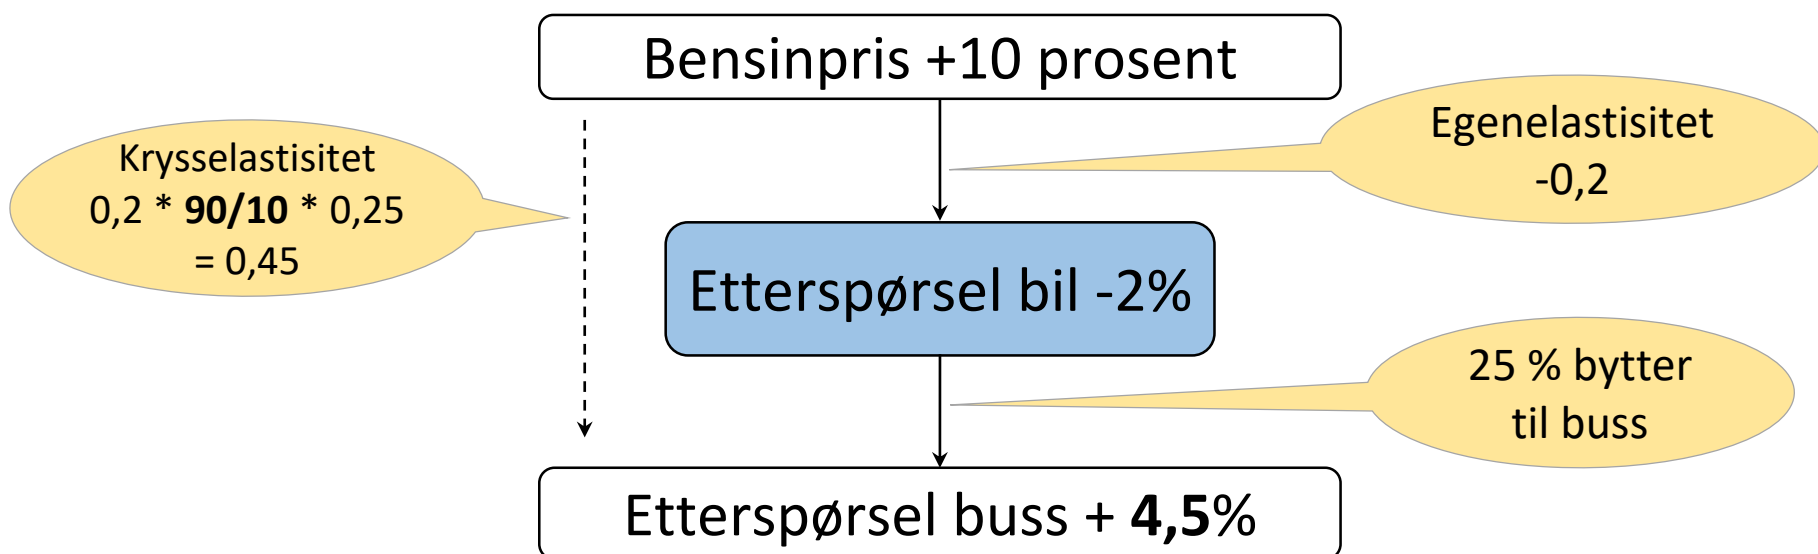 Bensinpris +10 prosent
Egenelastisitet
-0,2
Krysselastisitet
0,2 * 90/10 * 0,25
= 0,45
Etterspørsel bil -2%
25 % bytter
til buss
Etterspørsel buss + 4,5%